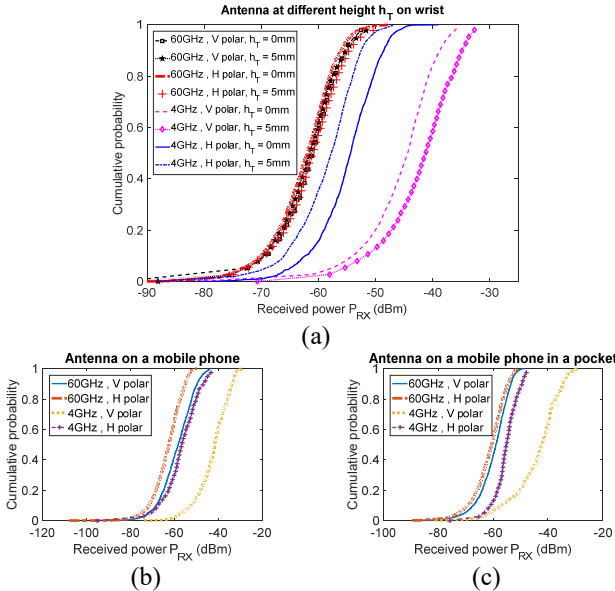 Antenna at different height h_T on wrist
60GHz , V polar, h_T = 0mm
60GHz , V polar, h_T = 5mm
60GHz , H polar, h_T = 0mm
60GHz , H polar, h_T = 5mm
4GHz , V polar, h_T = 0mm
4GHz , V polar, h_T = 5mm
4GHz , H polar, h_T = 0mm
4GHz , H polar, h_T = 5mm
Cumulative probability
1
0.8
0.6
0.4
0.2
0
-90 -80 -70 -60 -50 -40 -30
Received power P_RX (dBm)
(a)
Antenna on a mobile phone
60GHz , V polar
60GHz , H polar
4GHz , V polar
4GHz , H polar
Cumulative probability
1
0.8
0.6
0.4
0.2
0
-100 -80 -60 -40 -20
Received power P_RX (dBm)
(b)
Antenna on a mobile phone in a pocket
60GHz , V polar
60GHz , H polar
4GHz , V polar
4GHz , H polar
Cumulative probability
1
0.8
0.6
0.4
0.2
0
-100 -80 -60 -40 -20
Received power P_RX (dBm)
(c)